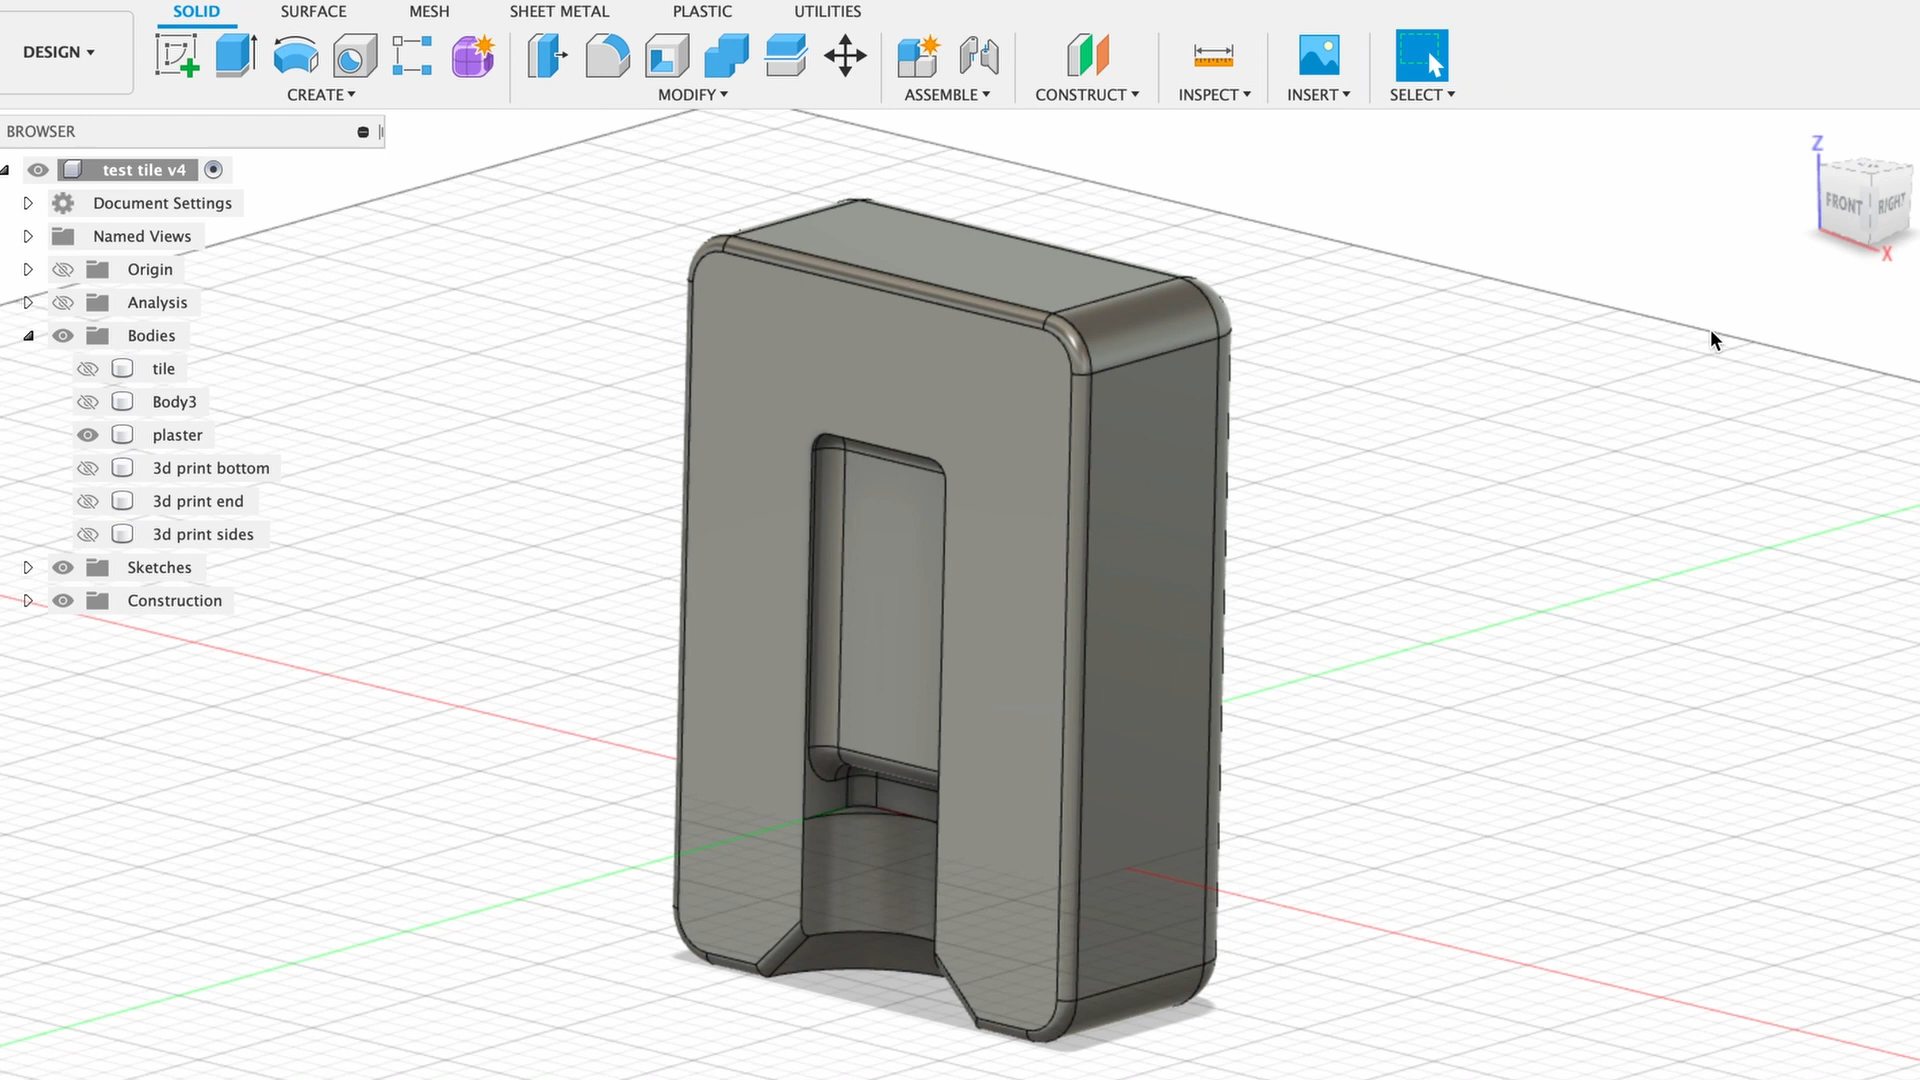 SOLID SURFACE MESH SHEET METAL PLASTIC UTILITIES
DESIGN
CREATE MODIFY ASSEMBLE CONSTRUCT INSPECT INSERT SELECT
BROWSER
test tile v4
Document Settings
Named Views
Origin
Analysis
Bodies
tile
Body3
plaster
3d print bottom
3d print end
3d print sides
Sketches
Construction
Z
FRONT RIGHT
X